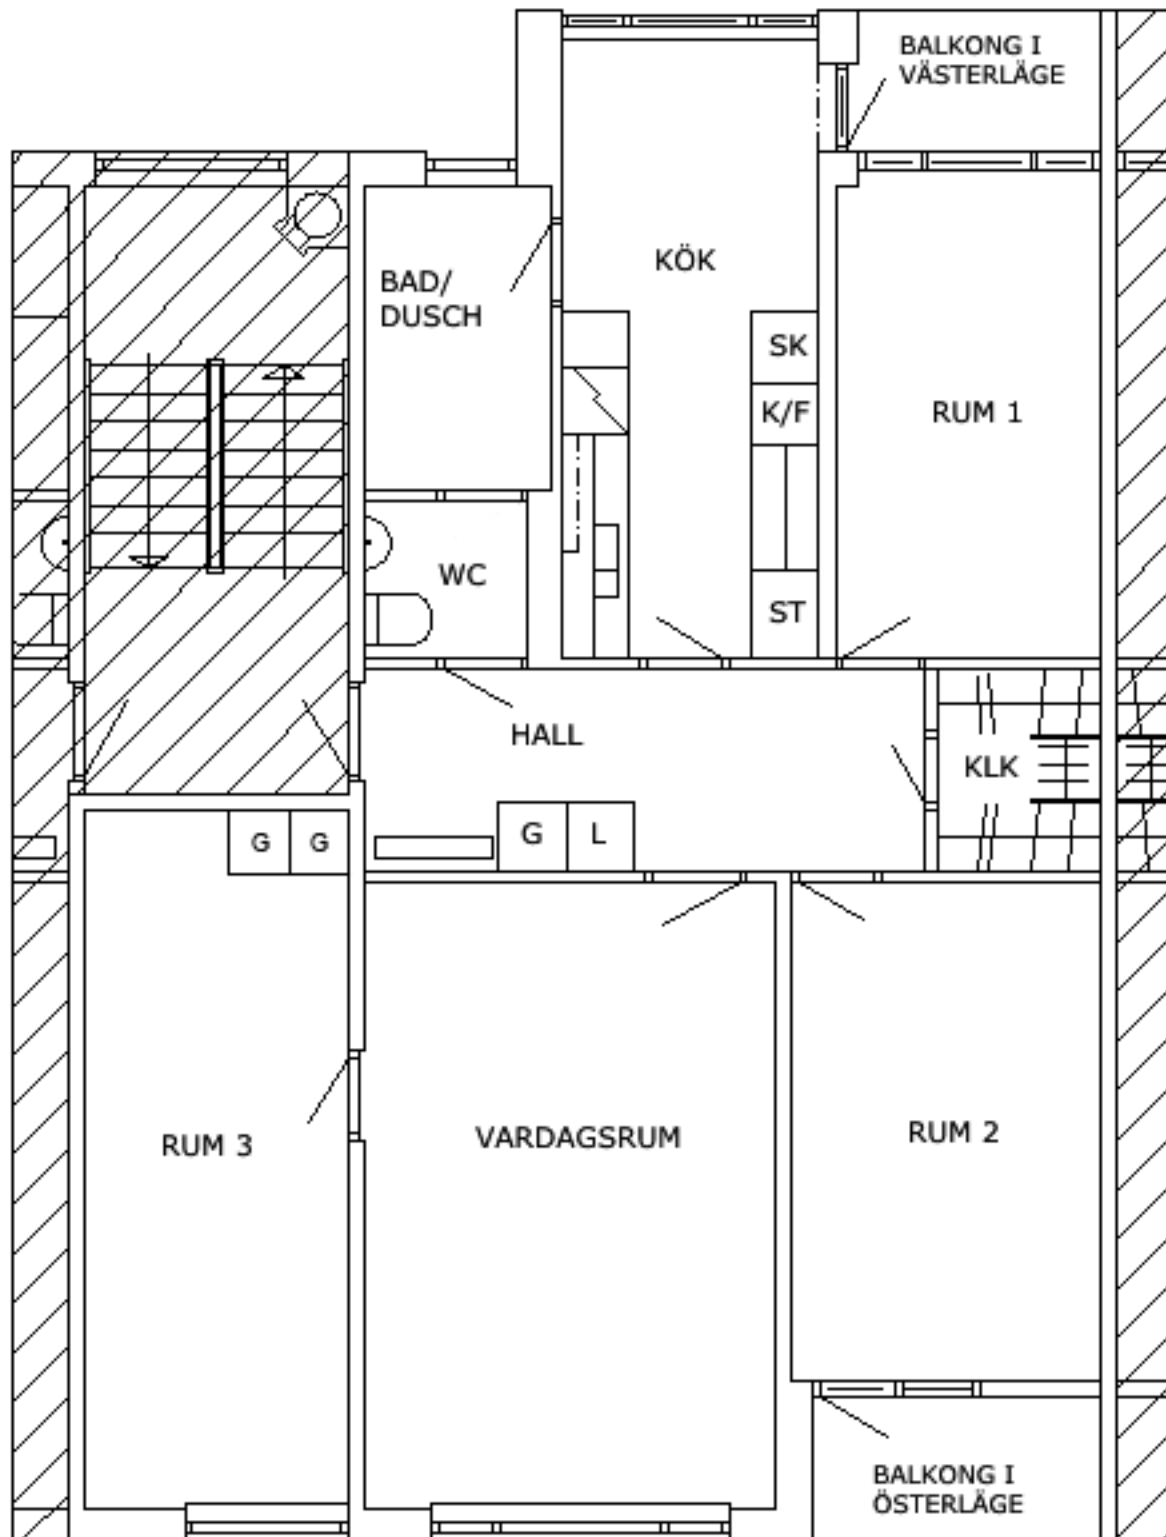 BALKONG I
VÄSTERLÄGE
KÖK
BAD/
DUSCH
SK
K/F
RUM 1
WC
ST
HALL
KLK
G
G
G
L
RUM 3
VARDAGSRUM
RUM 2
BALKONG I
ÖSTERLÄGE